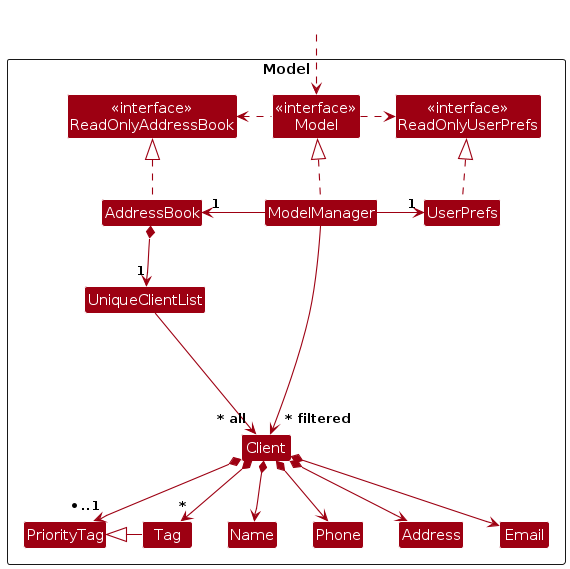 Model
«interface»
ReadOnlyAddressBook
«interface»
Model
«interface»
ReadOnlyUserPrefs
AddressBook
1
ModelManager
1
UserPrefs
1
UniqueClientList
* all
* filtered
Client
•..1
*
PriorityTag
Tag
Name
Phone
Address
Email